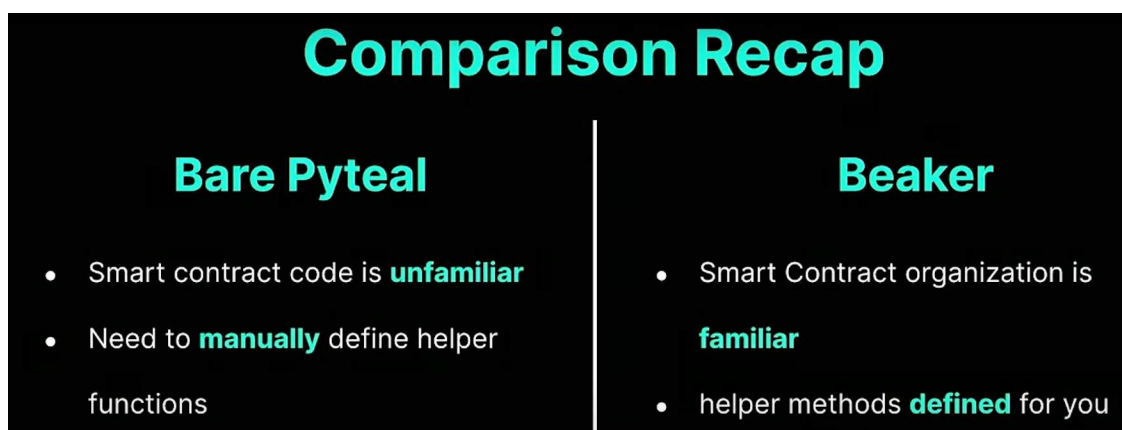 Comparison Recap
Bare Pyteal
• Smart contract code is unfamiliar
• Need to manually define helper
functions
Beaker
• Smart Contract organization is
familiar
• helper methods defined for you